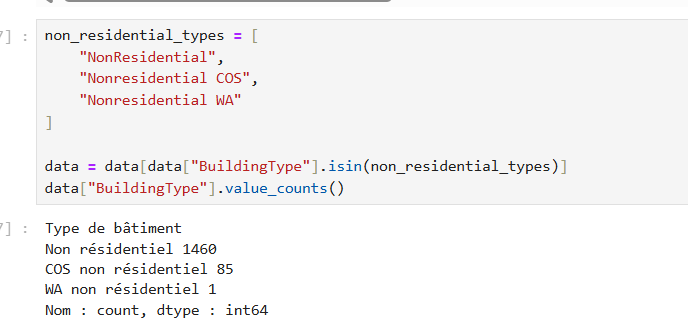 7] :
non_residential_types = [
    "NonResidential",
    "Nonresidential COS",
    "Nonresidential WA"
]
data = data[data["BuildingType"].isin(non_residential_types)]
data["BuildingType"].value_counts()
7] :
Type de bâtiment
Non résidentiel 1460
COS non résidentiel 85
WA non résidentiel 1
Nom : count, dtype : int64